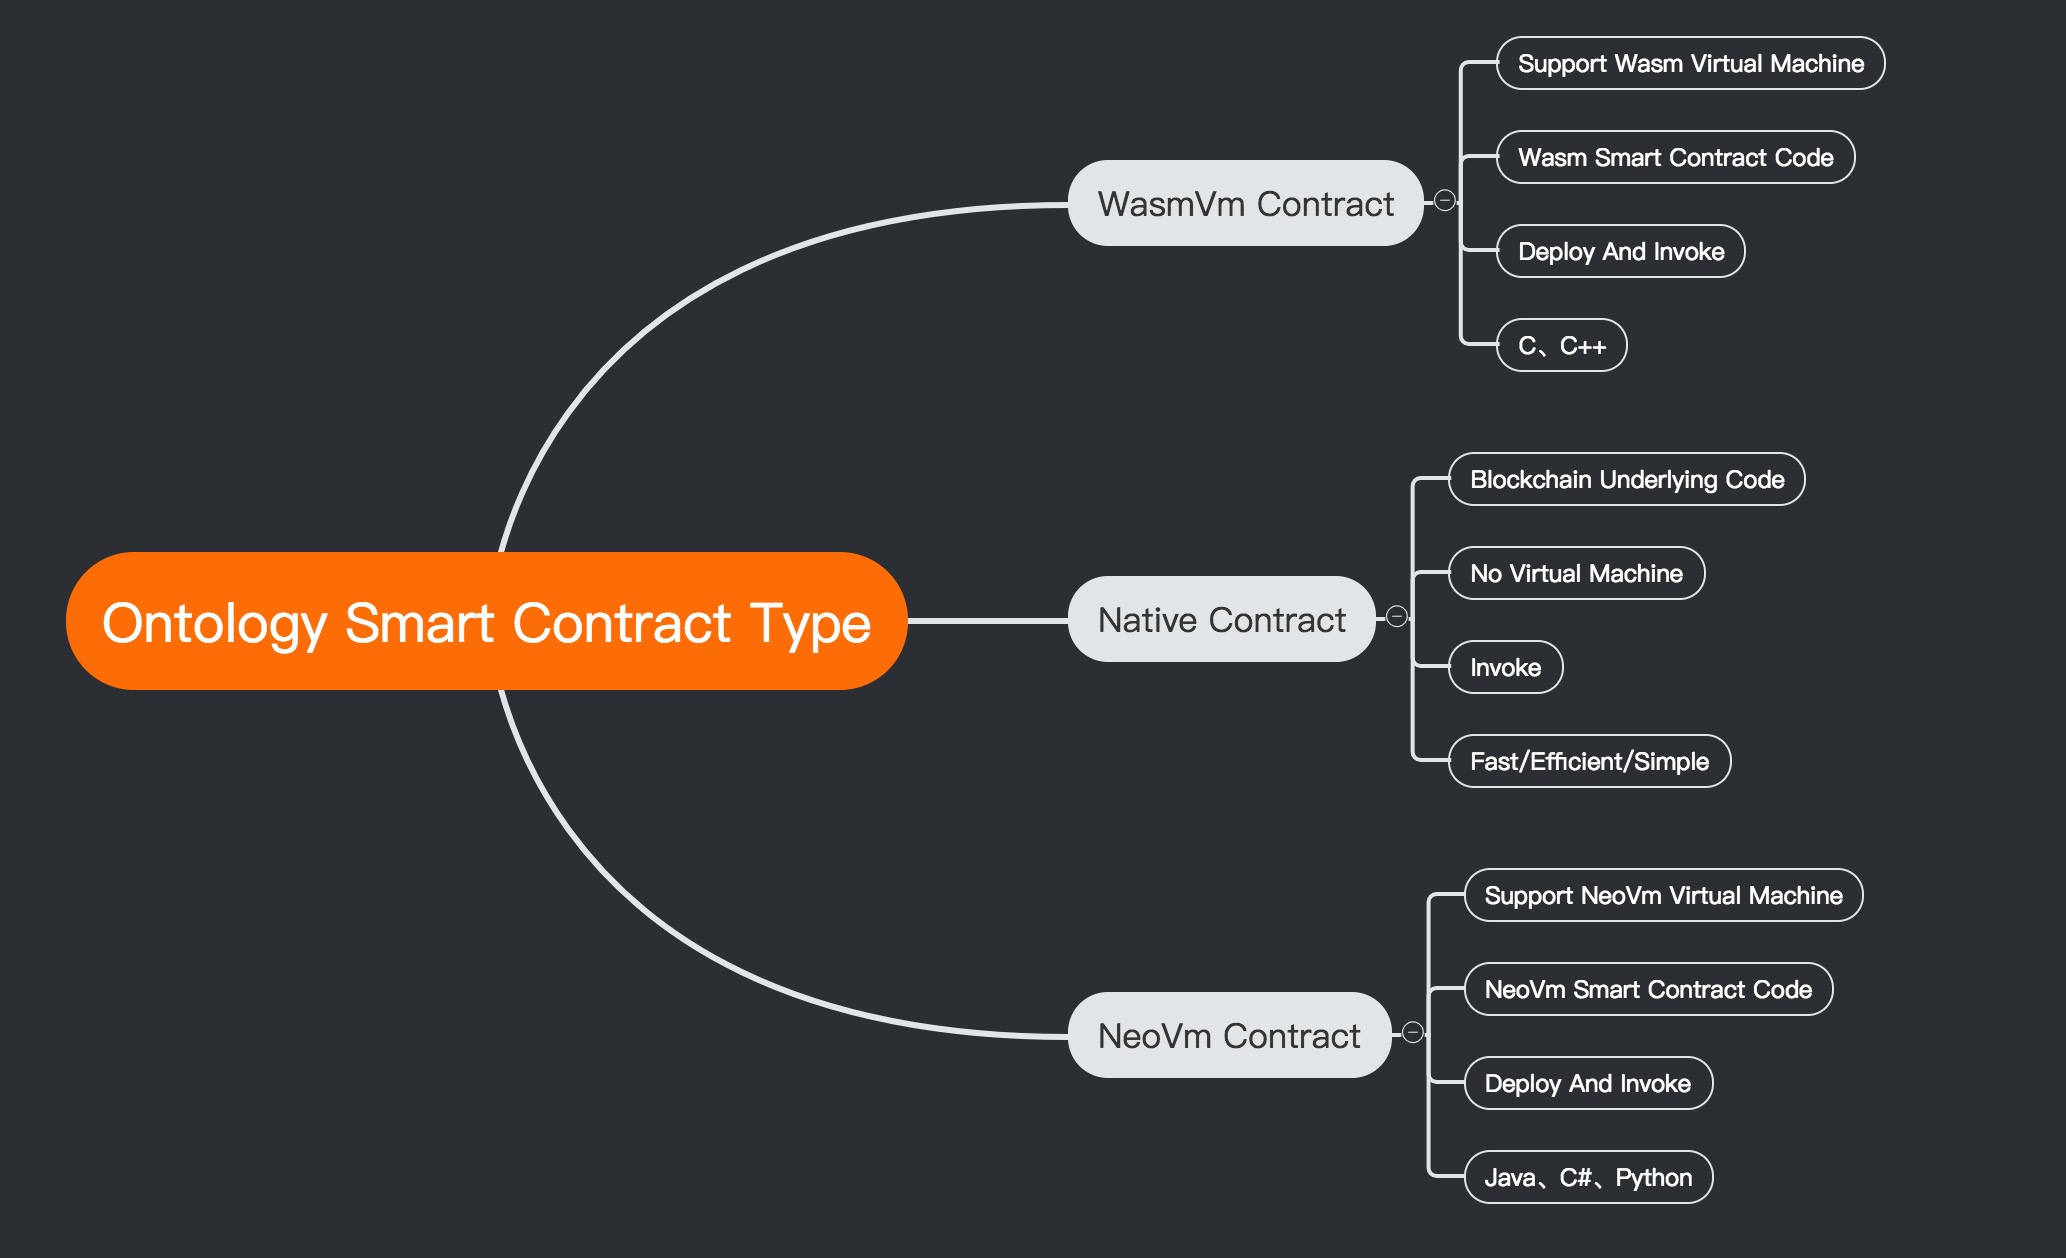 Ontology Smart Contract Type
WasmVm Contract
Support Wasm Virtual Machine
Wasm Smart Contract Code
Deploy And Invoke
C、C++
Native Contract
Blockchain Underlying Code
No Virtual Machine
Invoke
Fast/Efficient/Simple
NeoVm Contract
Support NeoVm Virtual Machine
NeoVm Smart Contract Code
Deploy And Invoke
Java、C#、Python